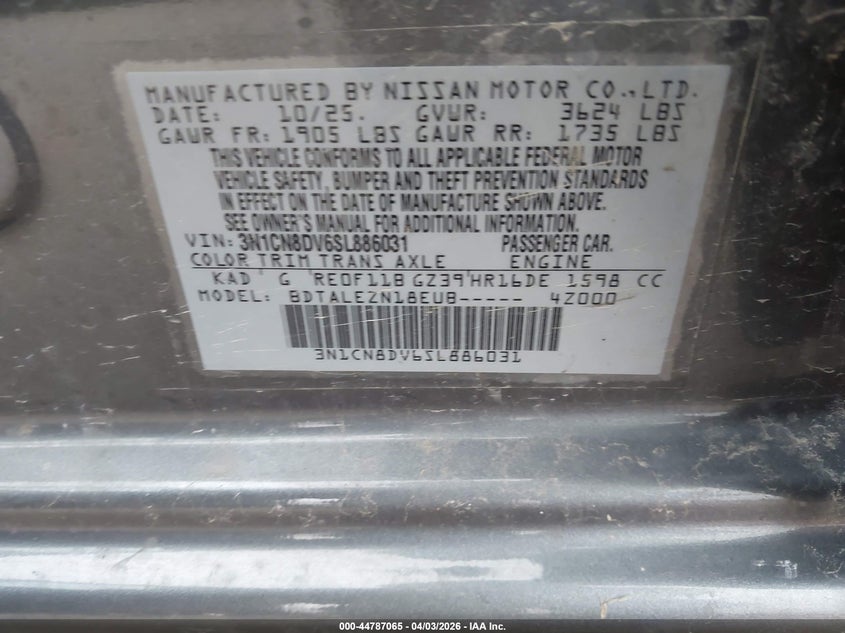 MANUFACTURED BY NISSAN MOTOR CO., LTD.
DATE: 10/25. GVWR: 3624 LBS
GAWR FR: 1905 LBS GAWR RR: 1735 LBS
THIS VEHICLE CONFORMS TO ALL APPLICABLE FEDERAL MOTOR
VEHICLE SAFETY, BUMPER AND THEFT PREVENTION STANDARDS
IN EFFECT ON THE DATE OF MANUFACTURE SHOWN ABOVE.
SEE OWNER'S MANUAL FOR ADDITIONAL INFORMATION.
VIN: 3N1CN8DV6SL886031 PASSENGER CAR.
COLOR TRIM TRANS AXLE ENGINE
KAD G RE0F11B GZ39 HR16DE 1598 CC
MODEL: BDTALEZN18EUB----- 4Z000
3N1CN8DV6SL886031
000-44787065 - 04/03/2026 - IAA Inc.